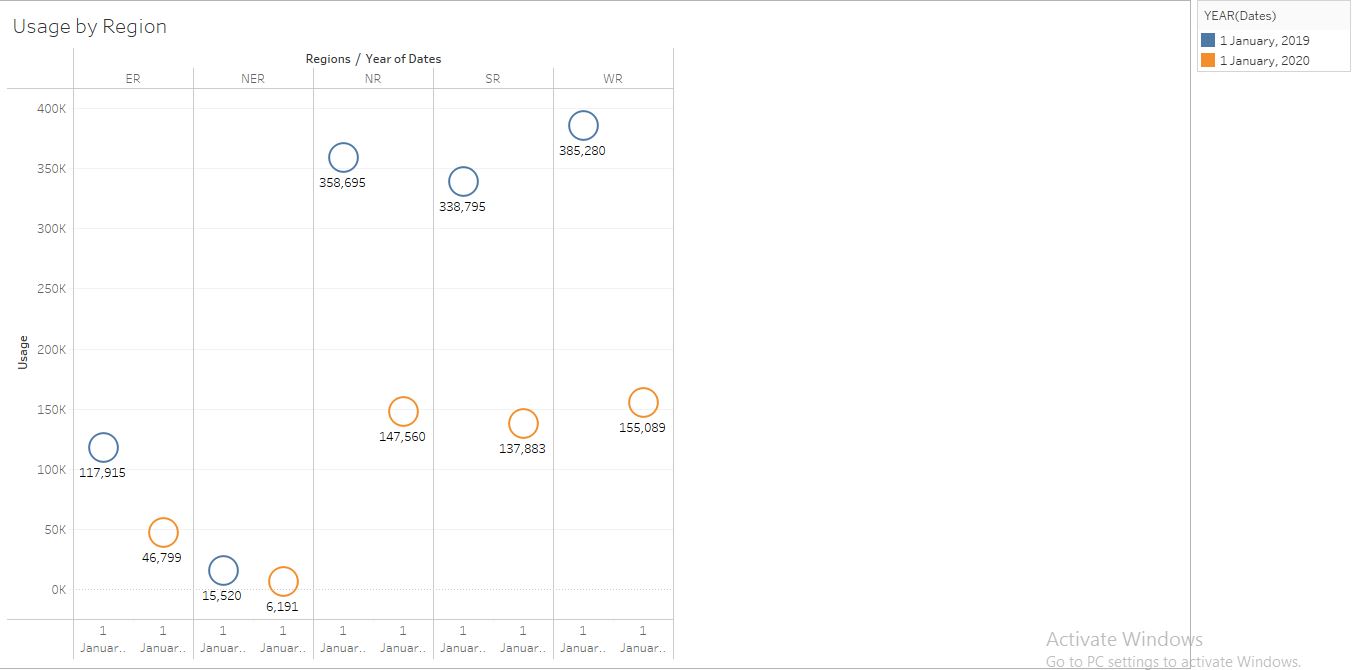 Usage by Region
YEAR(Dates)
1 January, 2019
1 January, 2020
Regions / Year of Dates
ER NER NR SR WR
400K
350K
300K
250K
200K
150K
100K
50K
0K
Usage
385,280
358,695
338,795
155,089
147,560
137,883
117,915
46,799
15,520
6,191
1 1 1 1 1 1 1 1 1 1
Januar.. Januar.. Januar.. Januar.. Januar.. Januar.. Januar.. Januar.. Januar.. Januar..
Activate Windows
Go to PC settings to activate Windows.